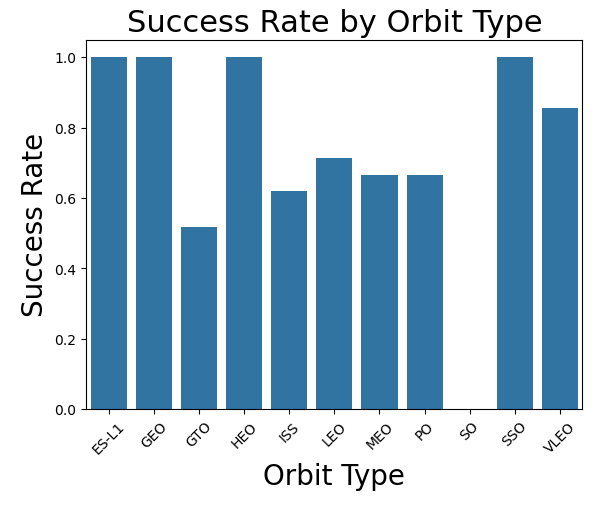 Success Rate by Orbit Type
Success Rate
1.0
0.8
0.6
0.4
0.2
0.0
ES-L1
GEO
GTO
HEO
ISS
LEO
MEO
PO
SO
SSO
VLEO
Orbit Type